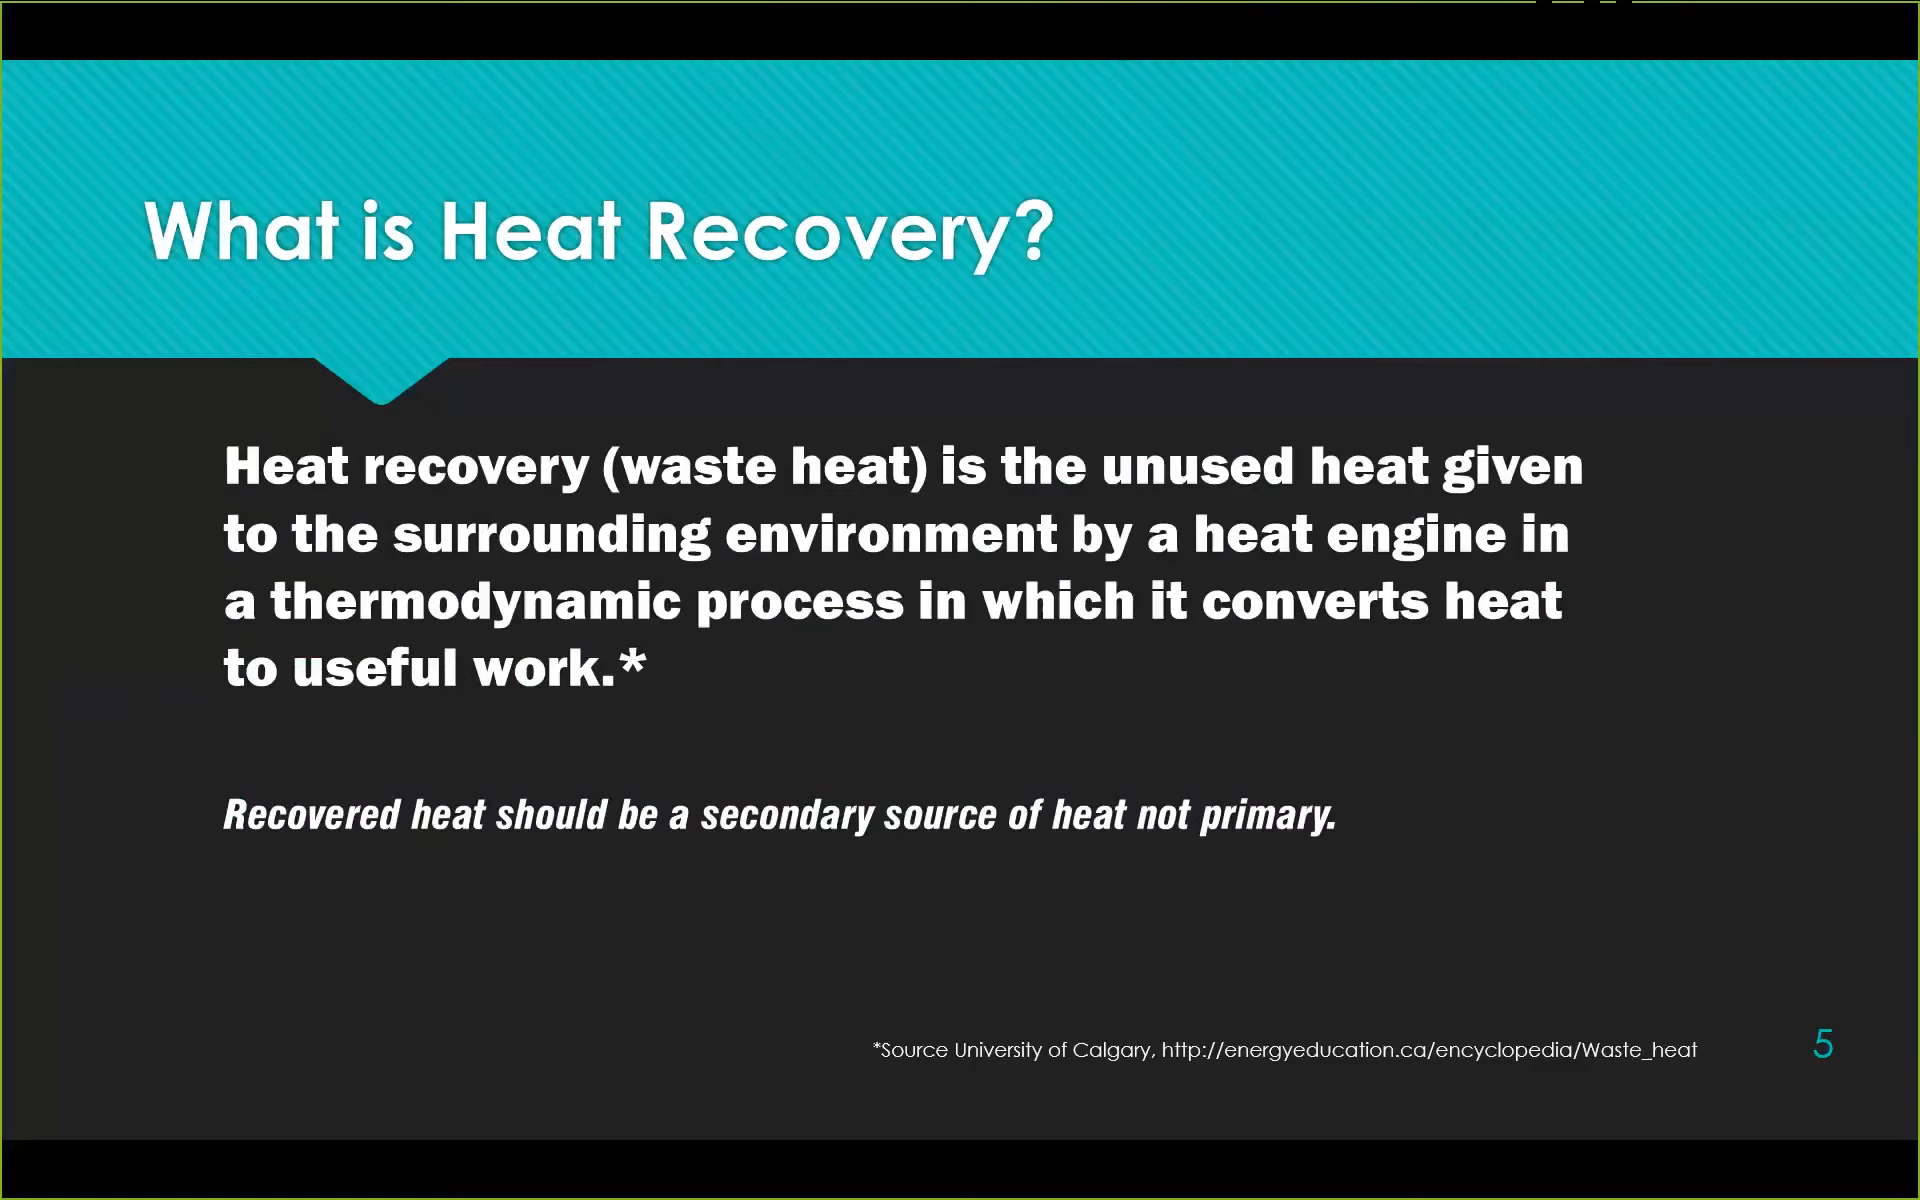 What is Heat Recovery?
Heat recovery (waste heat) is the unused heat given
to the surrounding environment by a heat engine in
a thermodynamic process in which it converts heat
to useful work.*
Recovered heat should be a secondary source of heat not primary.
*Source University of Calgary, http://energyeducation.ca/encyclopedia/Waste_heat
5